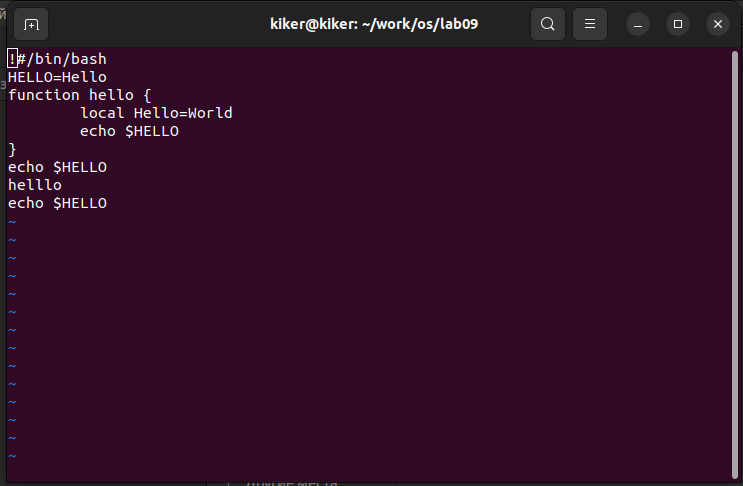 kiker@kiker: ~/work/os/lab09
!#/bin/bash
HELLO=Hello
function hello {
        local Hello=World
        echo $HELLO
}
echo $HELLO
helllo
echo $HELLO
~
~
~
~
~
~
~
~
~
~
~
~
~
~